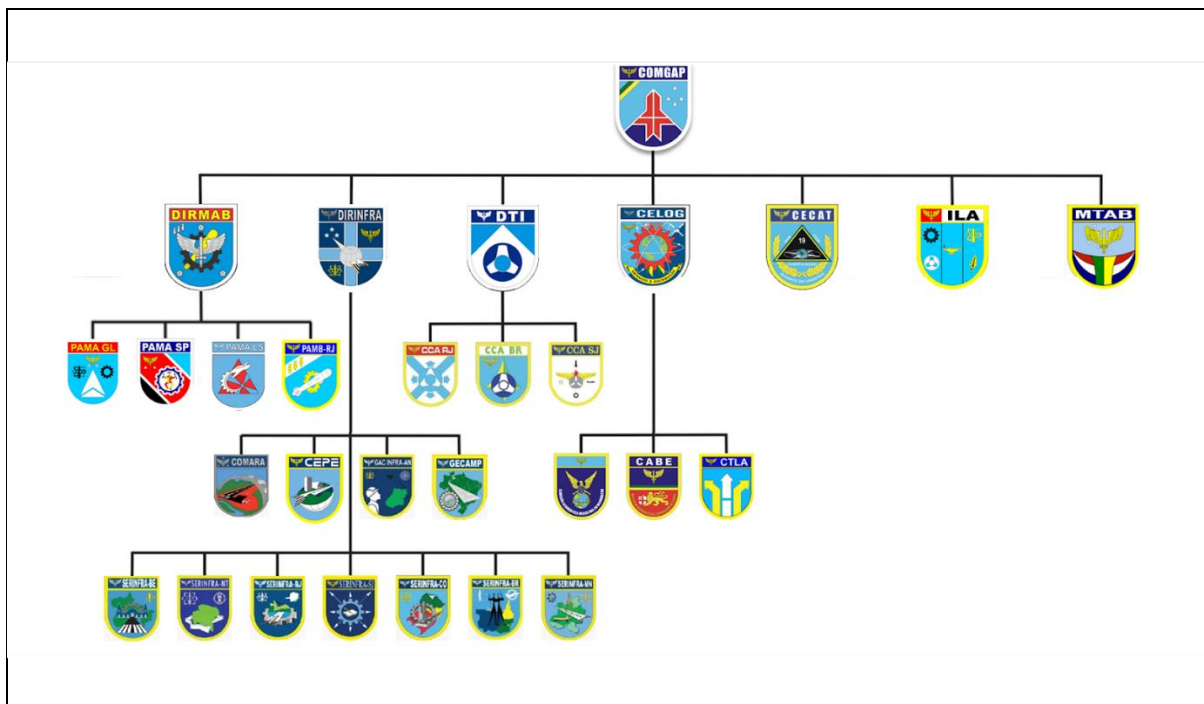 COMGAP
DIRMAB
DIRINFRA
DTI
CELOG
CECAT
19
ILA
MTAB
PAMA GL
PAMA SP
PAMA LS
PAMB-RJ
CCA RJ
CCA BR
CCA SJ
COMARA
CEPE
GAC INFRA-AN
GECAMP
CABE
CTLA
SERINFRA-BE
SERINFRA-NT
SERINFRA-RJ
SERINFRA-SJ
SERINFRA-CO
SERINFRA-BR
SERINFRA-MN